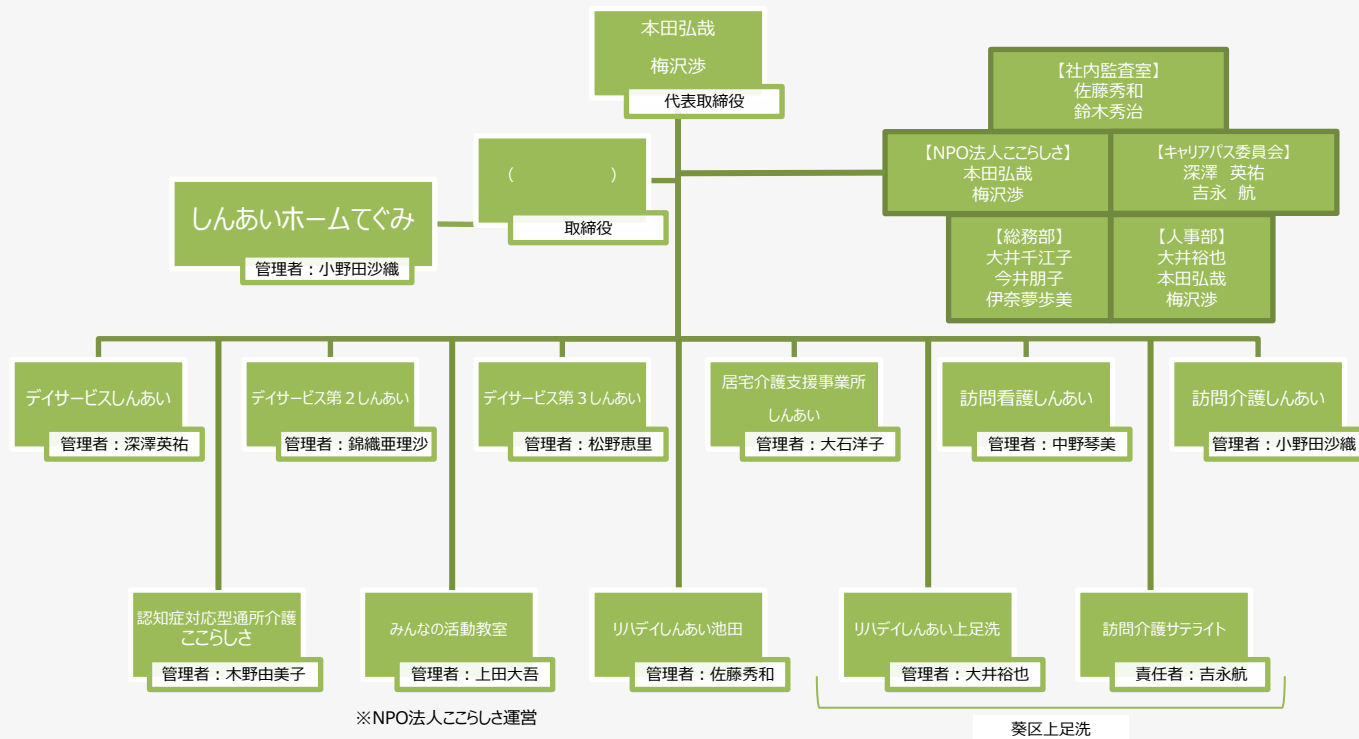 本田弘哉
梅沢渉
代表取締役
【社内監査室】
佐藤秀和
鈴木秀治
【NPO法人ここらしさ】
本田弘哉
梅沢渉
【キャリアパス委員会】
深澤 英祐
吉永 航
【総務部】
大井千江子
今井朋子
伊奈夢歩美
【人事部】
大井裕也
本田弘哉
梅沢渉
( )
取締役
しんあいホームてぐみ
管理者：小野田沙織
デイサービスしんあい
管理者：深澤英祐
デイサービス第２しんあい
管理者：錦織亜理沙
デイサービス第３しんあい
管理者：松野恵里
居宅介護支援事業所
しんあい
管理者：大石洋子
訪問看護しんあい
管理者：中野琴美
訪問介護しんあい
管理者：小野田沙織
認知症対応型通所介護
ここらしさ
管理者：木野由美子
みんなの活動教室
管理者：上田大吾
リハデイしんあい池田
管理者：佐藤秀和
リハデイしんあい上足洗
管理者：大井裕也
訪問介護サテライト
責任者：吉永航
※NPO法人ここらしさ運営
葵区上足洗